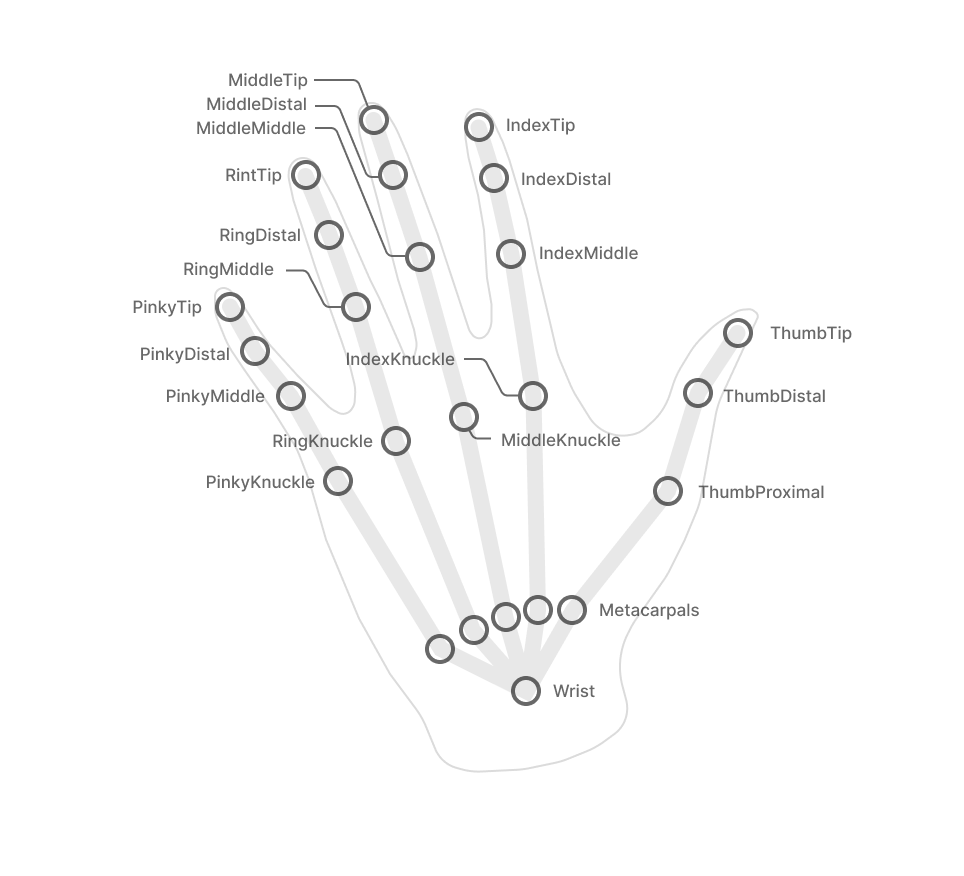 MiddleTip
MiddleDistal
MiddleMiddle
IndexTip
RintTip
IndexDistal
RingDistal
IndexMiddle
RingMiddle
PinkyTip
ThumbTip
PinkyDistal
IndexKnuckle
PinkyMiddle
ThumbDistal
RingKnuckle
MiddleKnuckle
PinkyKnuckle
ThumbProximal
Metacarpals
Wrist